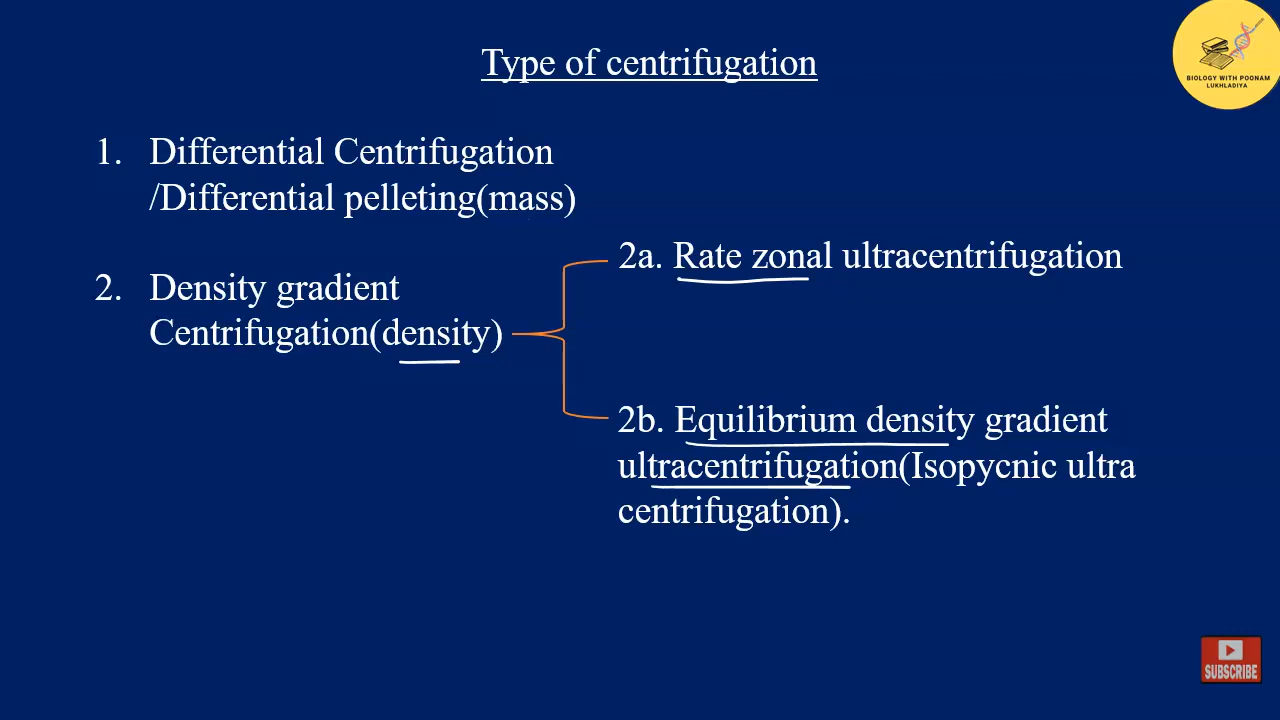 Type of centrifugation
BIOLOGY WITH POONAM
LUKHLADIYA
1. Differential Centrifugation
/Differential pelleting(mass)
2. Density gradient
Centrifugation(density)
2a. Rate zonal ultracentrifugation
2b. Equilibrium density gradient
ultracentrifugation(Isopycnic ultra
centrifugation).
SUBSCRIBE